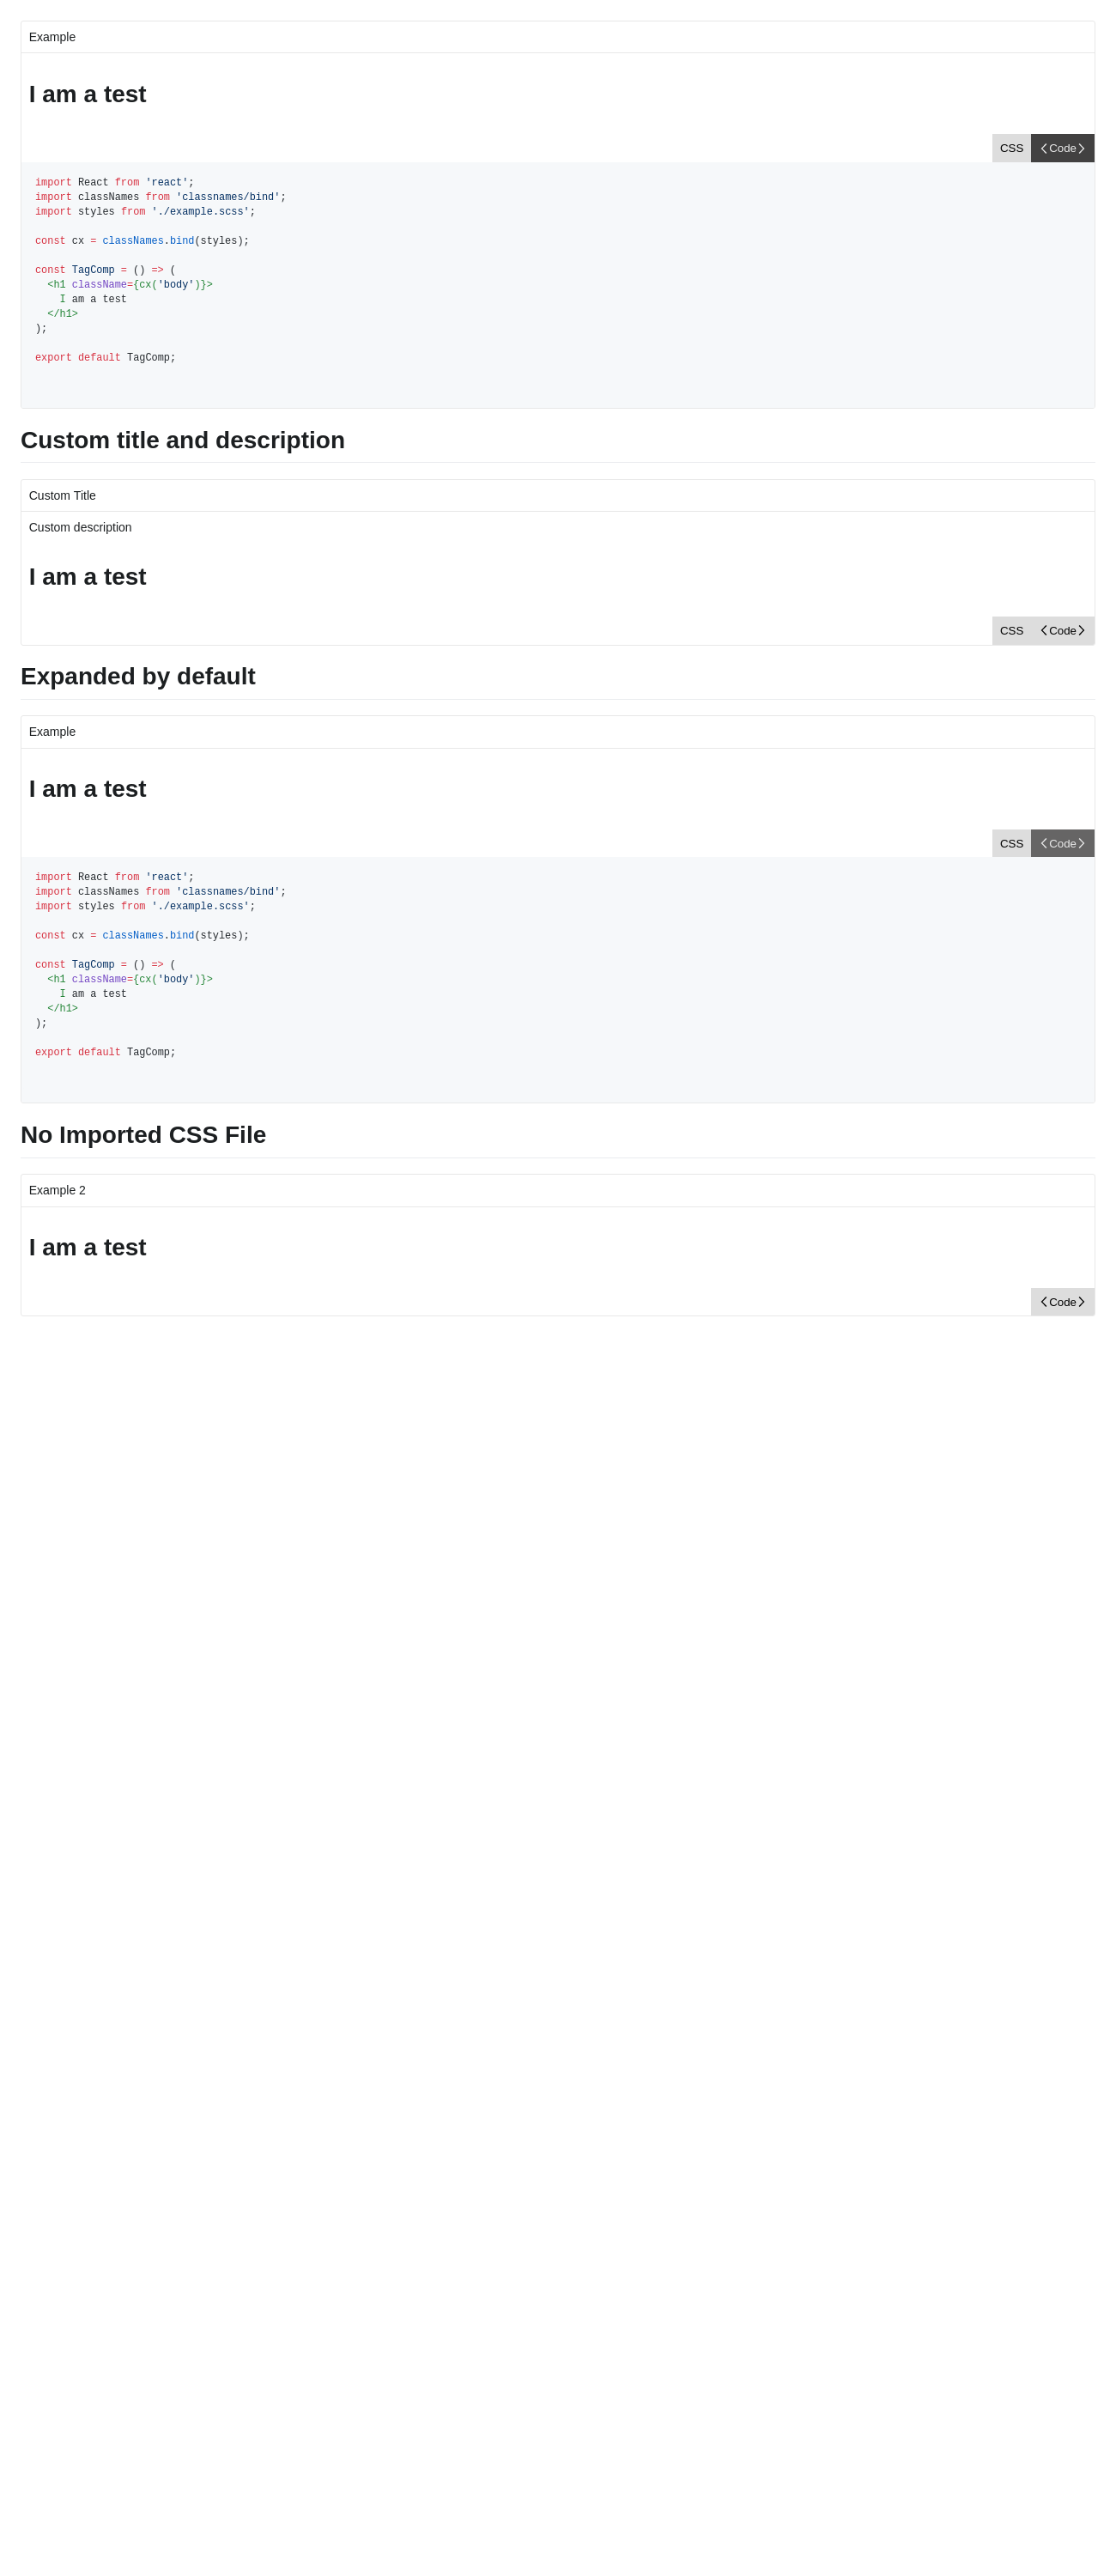 Example
I am a test
CSS Code
import React from 'react';
import classNames from 'classnames/bind';
import styles from './example.scss';
const cx = classNames.bind(styles);
const TagComp = () => (
  <h1 className={cx('body')}>
    I am a test
  </h1>
);
export default TagComp;
Custom title and description
Custom Title
Custom description
I am a test
CSS Code
Expanded by default
Example
I am a test
CSS Code
import React from 'react';
import classNames from 'classnames/bind';
import styles from './example.scss';
const cx = classNames.bind(styles);
const TagComp = () => (
  <h1 className={cx('body')}>
    I am a test
  </h1>
);
export default TagComp;
No Imported CSS File
Example 2
I am a test
Code